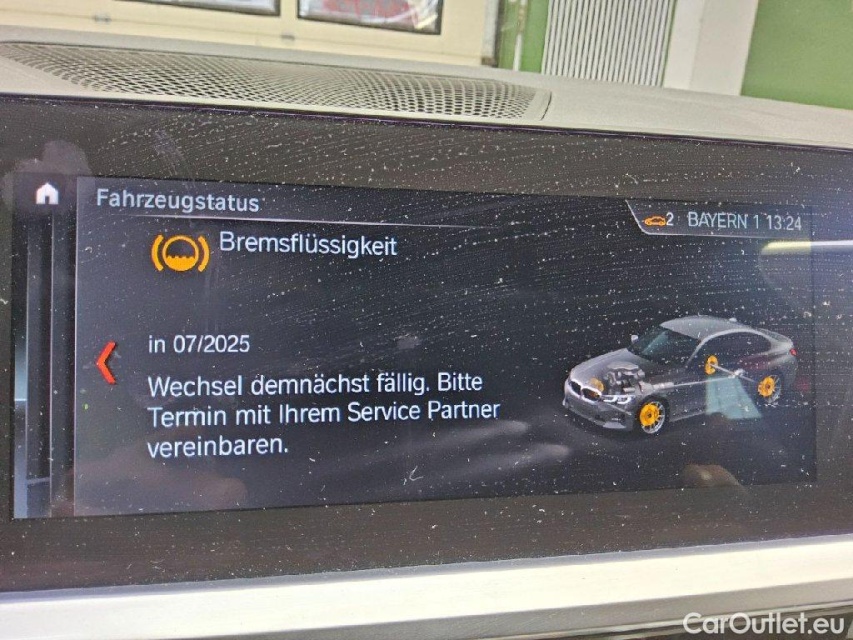 Fahrzeugstatus
2 BAYERN 1 13:24
Bremsflüssigkeit
in 07/2025
Wechsel demnächst fällig. Bitte
Termin mit Ihrem Service Partner
vereinbaren.
CarOutlet.eu